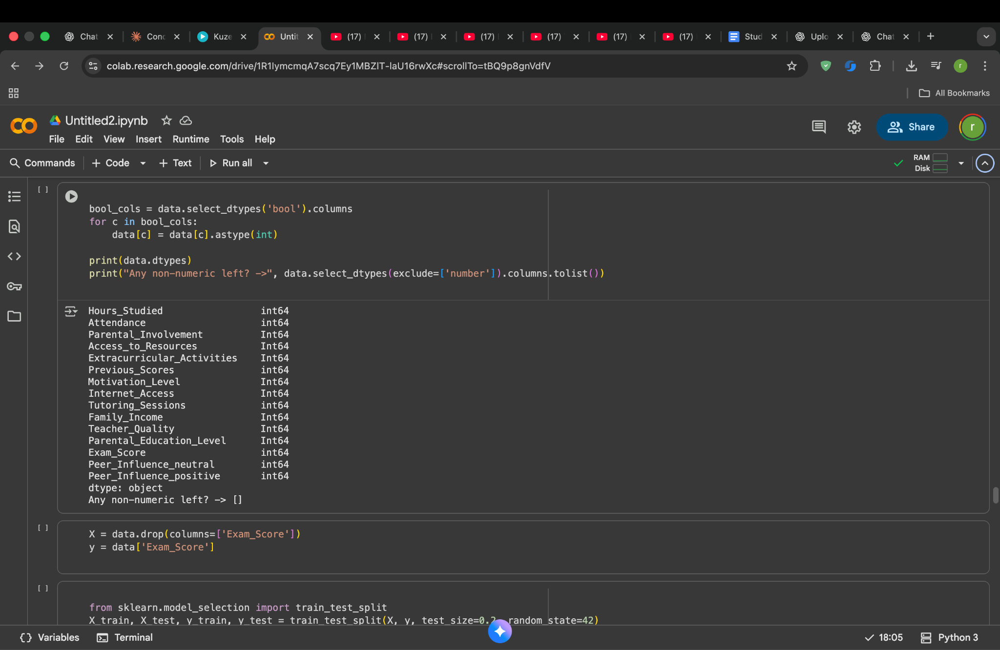 Chat
Conc
Kuze
Untit
(17)
(17)
(17)
(17)
(17)
(17)
Stud
Uplo
Chat
colab.research.google.com/drive/1R1lymcmqA7scq7Ey1MBZIT-laU16rwXc#scrollTo=tBQ9p8gnVdfV
r
All Bookmarks
Untitled2.ipynb
File Edit View Insert Runtime Tools Help
Share
r
Commands + Code + Text Run all
RAM
Disk
[ ]
bool_cols = data.select_dtypes('bool').columns
for c in bool_cols:
    data[c] = data[c].astype(int)
print(data.dtypes)
print("Any non-numeric left? ->", data.select_dtypes(exclude=['number']).columns.tolist())
Hours_Studied int64
Attendance int64
Parental_Involvement Int64
Access_to_Resources Int64
Extracurricular_Activities Int64
Previous_Scores int64
Motivation_Level Int64
Internet_Access Int64
Tutoring_Sessions int64
Family_Income Int64
Teacher_Quality Int64
Parental_Education_Level Int64
Exam_Score int64
Peer_Influence_neutral int64
Peer_Influence_positive int64
dtype: object
Any non-numeric left? -> []
[ ]
X = data.drop(columns=['Exam_Score'])
y = data['Exam_Score']
[ ]
from sklearn.model_selection import train_test_split
X_train, X_test, y_train, y_test = train_test_split(X, y, test_size=0.2, random_state=42)
{} Variables Terminal
18:05 Python 3